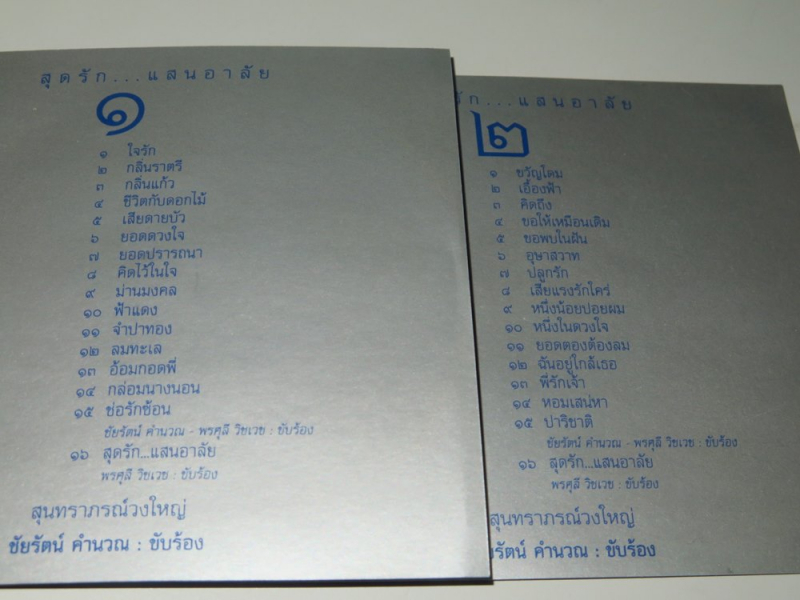 สุดรัก...แสนอาลัย
๑
๑ ใจรัก
๒ กลิ่นราตรี
๓ กลิ่นแก้ว
๔ ชีวิตกับดอกไม้
๕ เสียดายบัว
๖ ยอดดวงใจ
๗ ยอดปรารถนา
๘ คิดไว้ในใจ
๙ ม่านมงคล
๑๐ ฟ้าแดง
๑๑ จำปาทอง
๑๒ ลมทะเล
๑๓ อ้อมกอดพี่
๑๔ กล่อมนางนอน
๑๕ ช่อรักซ้อน
ชัยรัตน์ คำนวณ - พรศุลี วิชเวช : ขับร้อง
๑๖ สุดรัก...แสนอาลัย
พรศุลี วิชเวช : ขับร้อง
สุนทราภรณ์วงใหญ่
ชัยรัตน์ คำนวณ : ขับร้อง
รัก...แสนอาลัย
๒
๑ ขวัญโดม
๒ เอื้องฟ้า
๓ คิดถึง
๔ ขอให้เหมือนเดิม
๕ ขอพบในฝัน
๖ อุษาสวาท
๗ ปลูกรัก
๘ เสียแรงรักใคร่
๙ หนึ่งน้อยปอยผม
๑๐ หนึ่งในดวงใจ
๑๑ ยอดตองต้องลม
๑๒ ฉันอยู่ใกล้เธอ
๑๓ พี่รักเจ้า
๑๔ หอมเสน่หา
๑๕ ปาริชาติ
ชัยรัตน์ คำนวณ - พรศุลี วิชเวช : ขับร้อง
๑๖ สุดรัก...แสนอาลัย
พรศุลี วิชเวช : ขับร้อง
สุนทราภรณ์วงใหญ่
ยรัตน์ คำนวณ : ขับร้อง